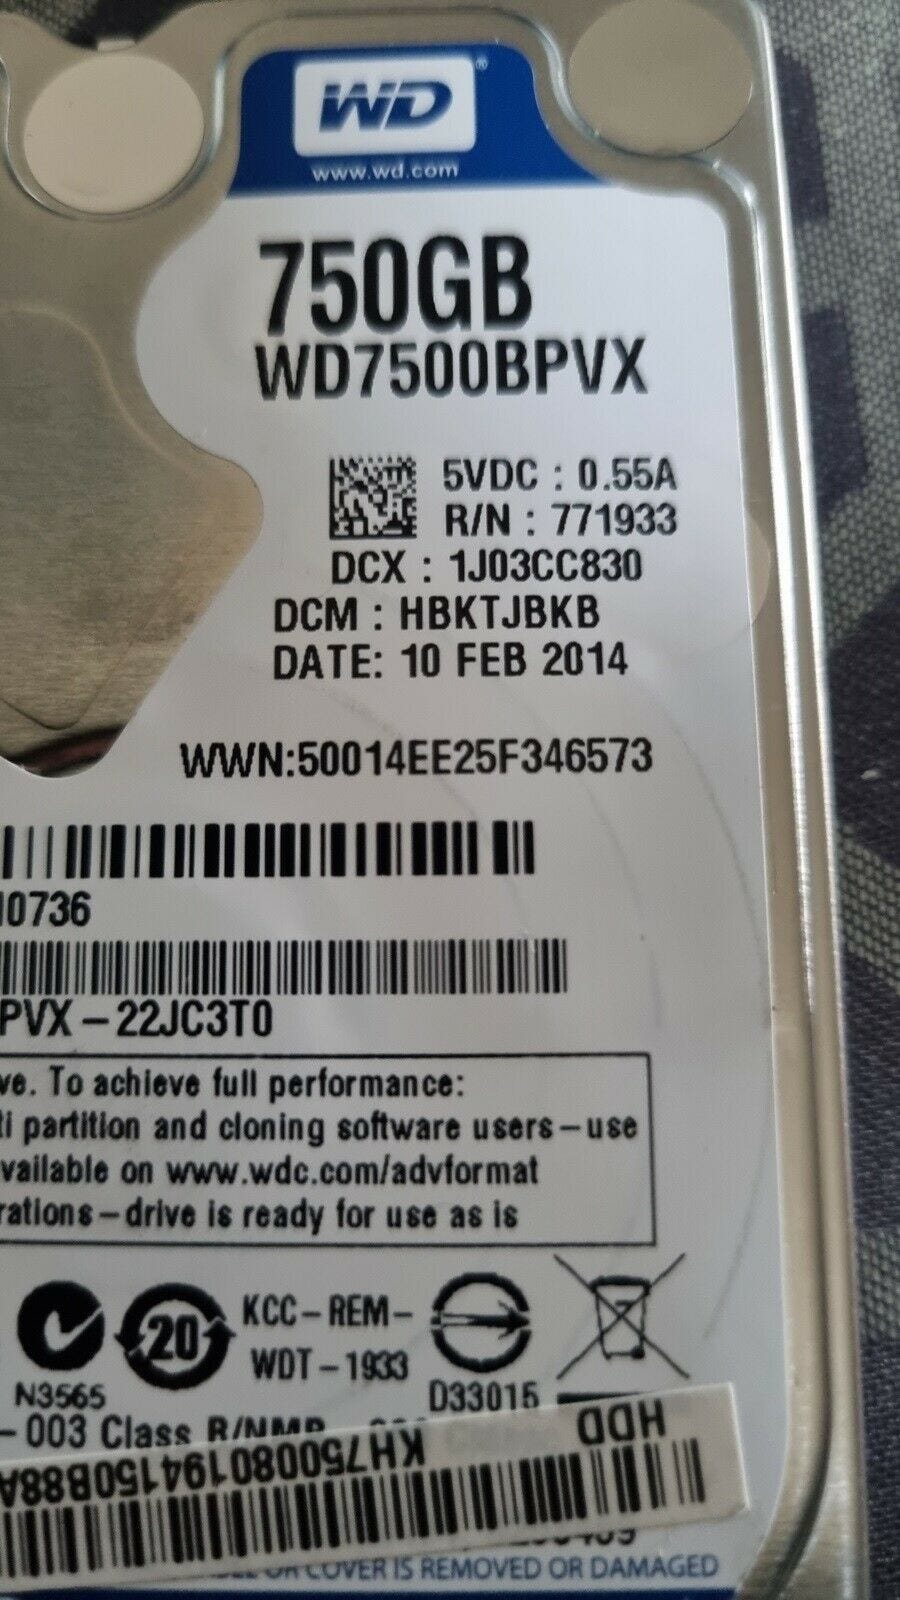 WD®
www.wd.com
750GB
WD7500BPVX
5VDC : 0.55A
R/N : 771933
DCX : 1J03CC830
DCM : HBKTJBKB
DATE: 10 FEB 2014
WWN:50014EE25F346573
0736
PVX-22JC3T0
ve. To achieve full performance:
ti partition and cloning software users-use
vailable on www.wdc.com/advformat
rations-drive is ready for use as is
20
KCC-REM-
WDT-1933
N3565
D33015
-003 Class
HDD
KH750080194150B88A
COVER IS REMOVED OR DAMAGED